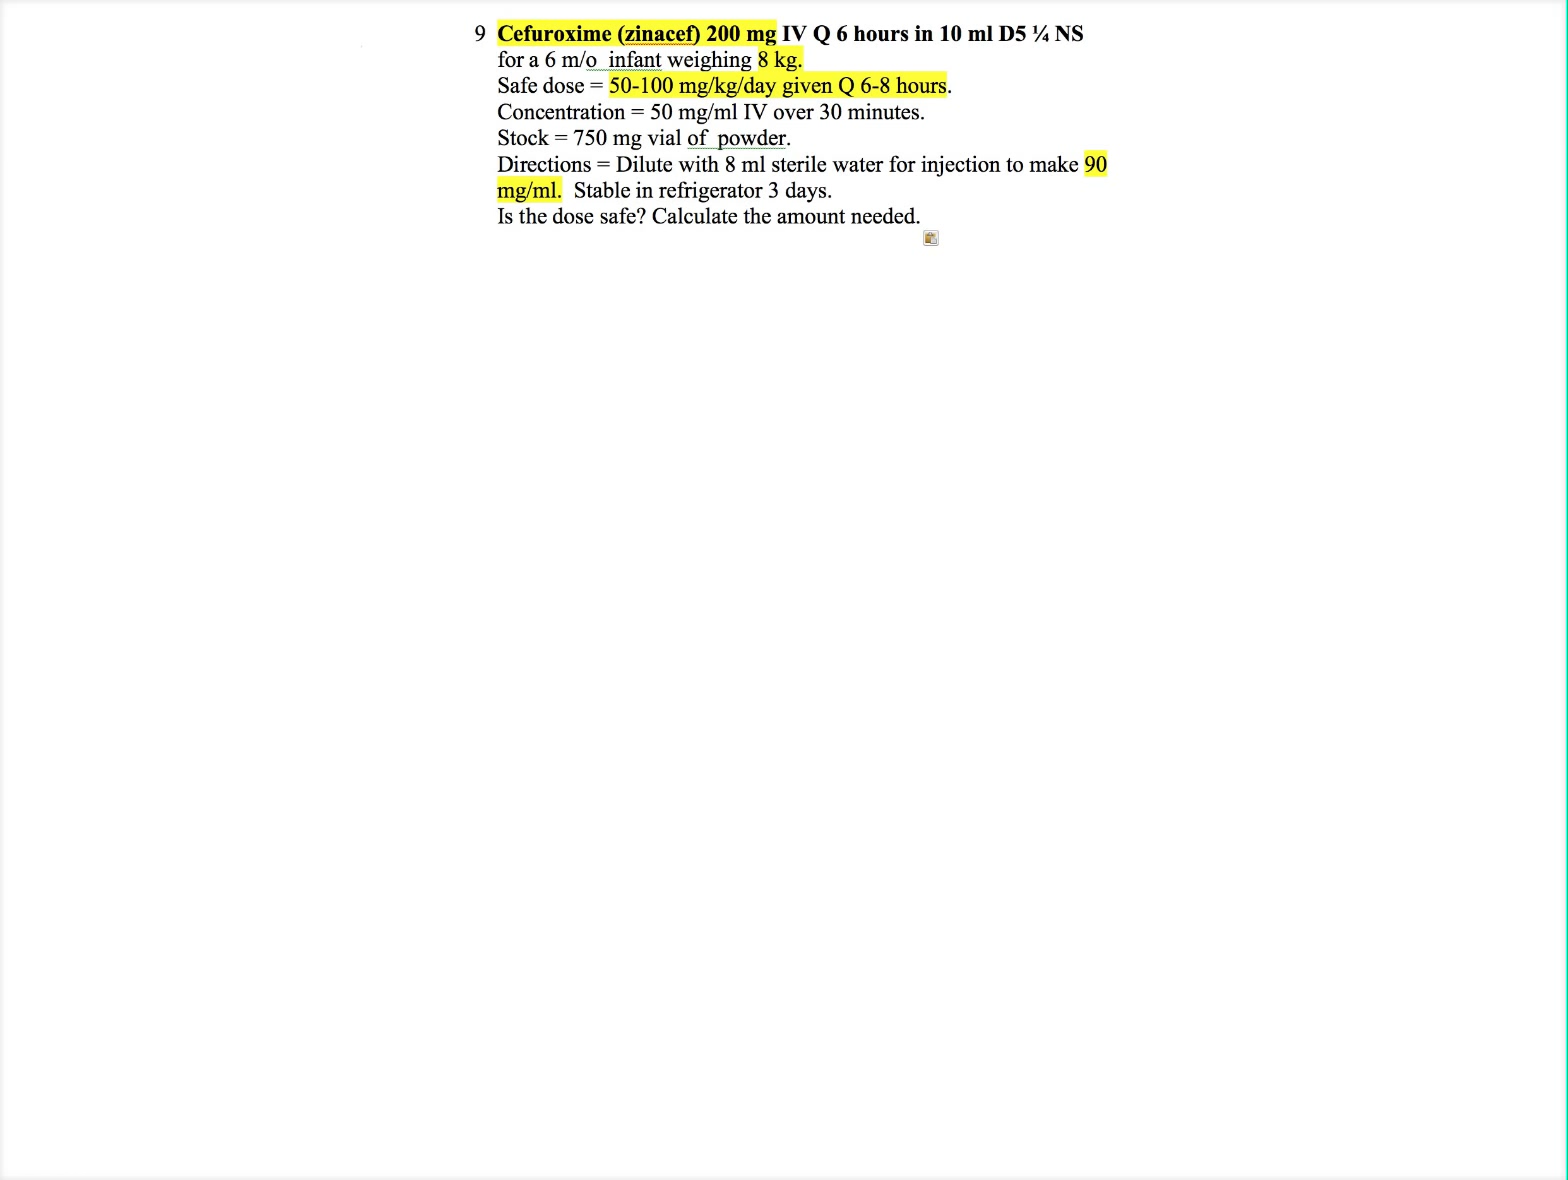 9 Cefuroxime (zinacef) 200 mg IV Q 6 hours in 10 ml D5 ¼ NS
for a 6 m/o  infant weighing 8 kg.
Safe dose = 50-100 mg/kg/day given Q 6-8 hours.
Concentration = 50 mg/ml IV over 30 minutes.
Stock = 750 mg vial of  powder.
Directions = Dilute with 8 ml sterile water for injection to make 90
mg/ml.  Stable in refrigerator 3 days.
Is the dose safe? Calculate the amount needed.